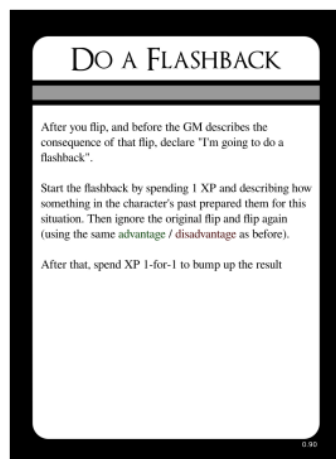 DO A FLASHBACK
After you flip, and before the GM describes the
consequence of that flip, declare "I'm going to do a
flashback".
Start the flashback by spending 1 XP and describing how
something in the character's past prepared them for this
situation. Then ignore the original flip and flip again
(using the same advantage / disadvantage as before).
After that, spend XP 1-for-1 to bump up the result
0.90